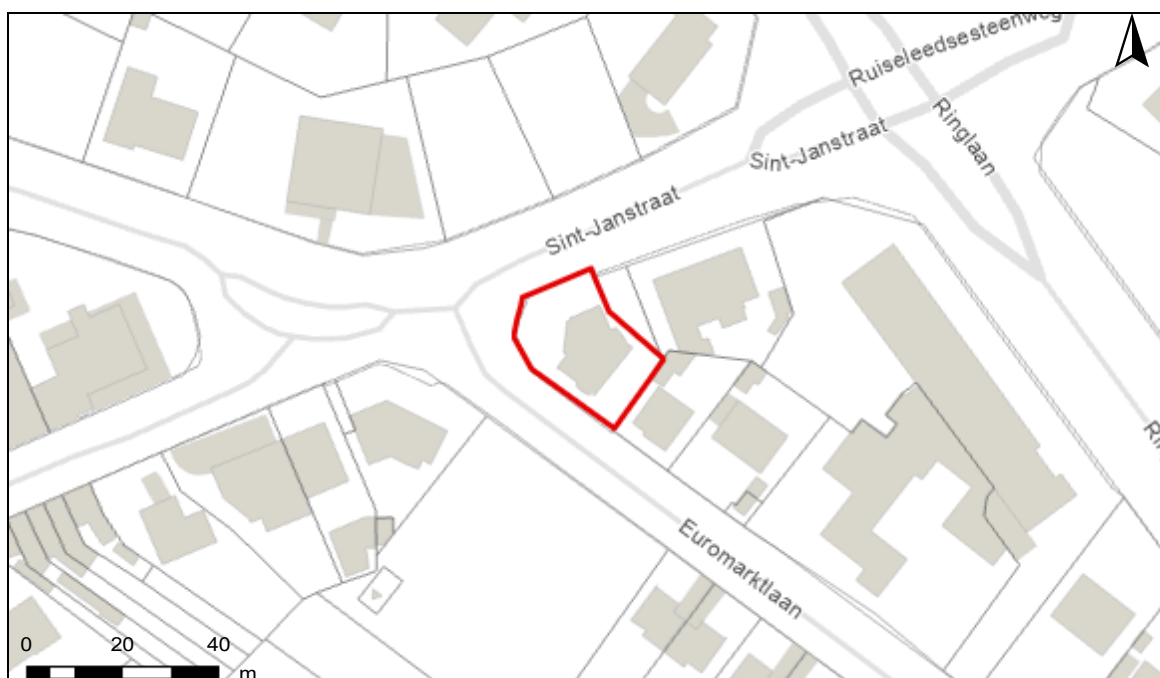 Ruiseleedsesteenweg
Ringlaan
Sint-Janstraat
Sint-Janstraat
Euromarktlaan
0 20 40
m